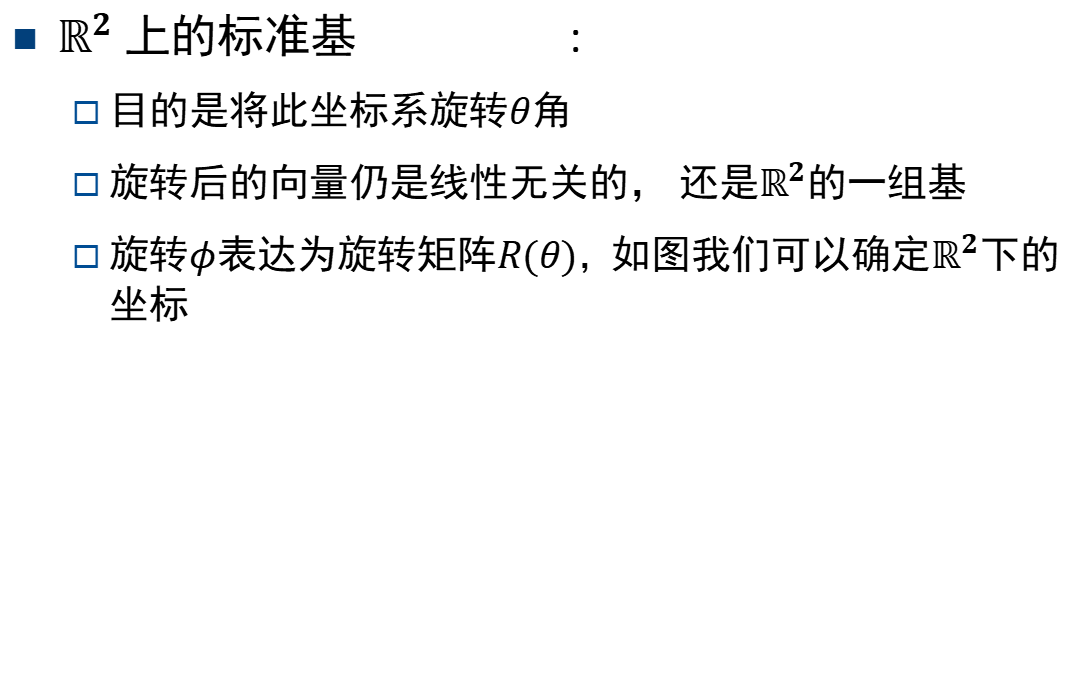 ℝ² 上的标准基 :
目的是将此坐标系旋转𝜃角
旋转后的向量仍是线性无关的， 还是ℝ²的一组基
旋转𝜙表达为旋转矩阵𝑅(𝜃)，如图我们可以确定ℝ²下的
坐标